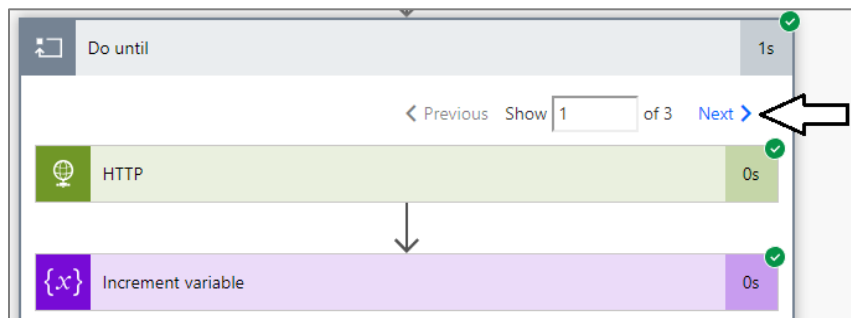 Do until 1s
Previous Show 1 of 3 Next
HTTP 0s
{x} Increment variable 0s